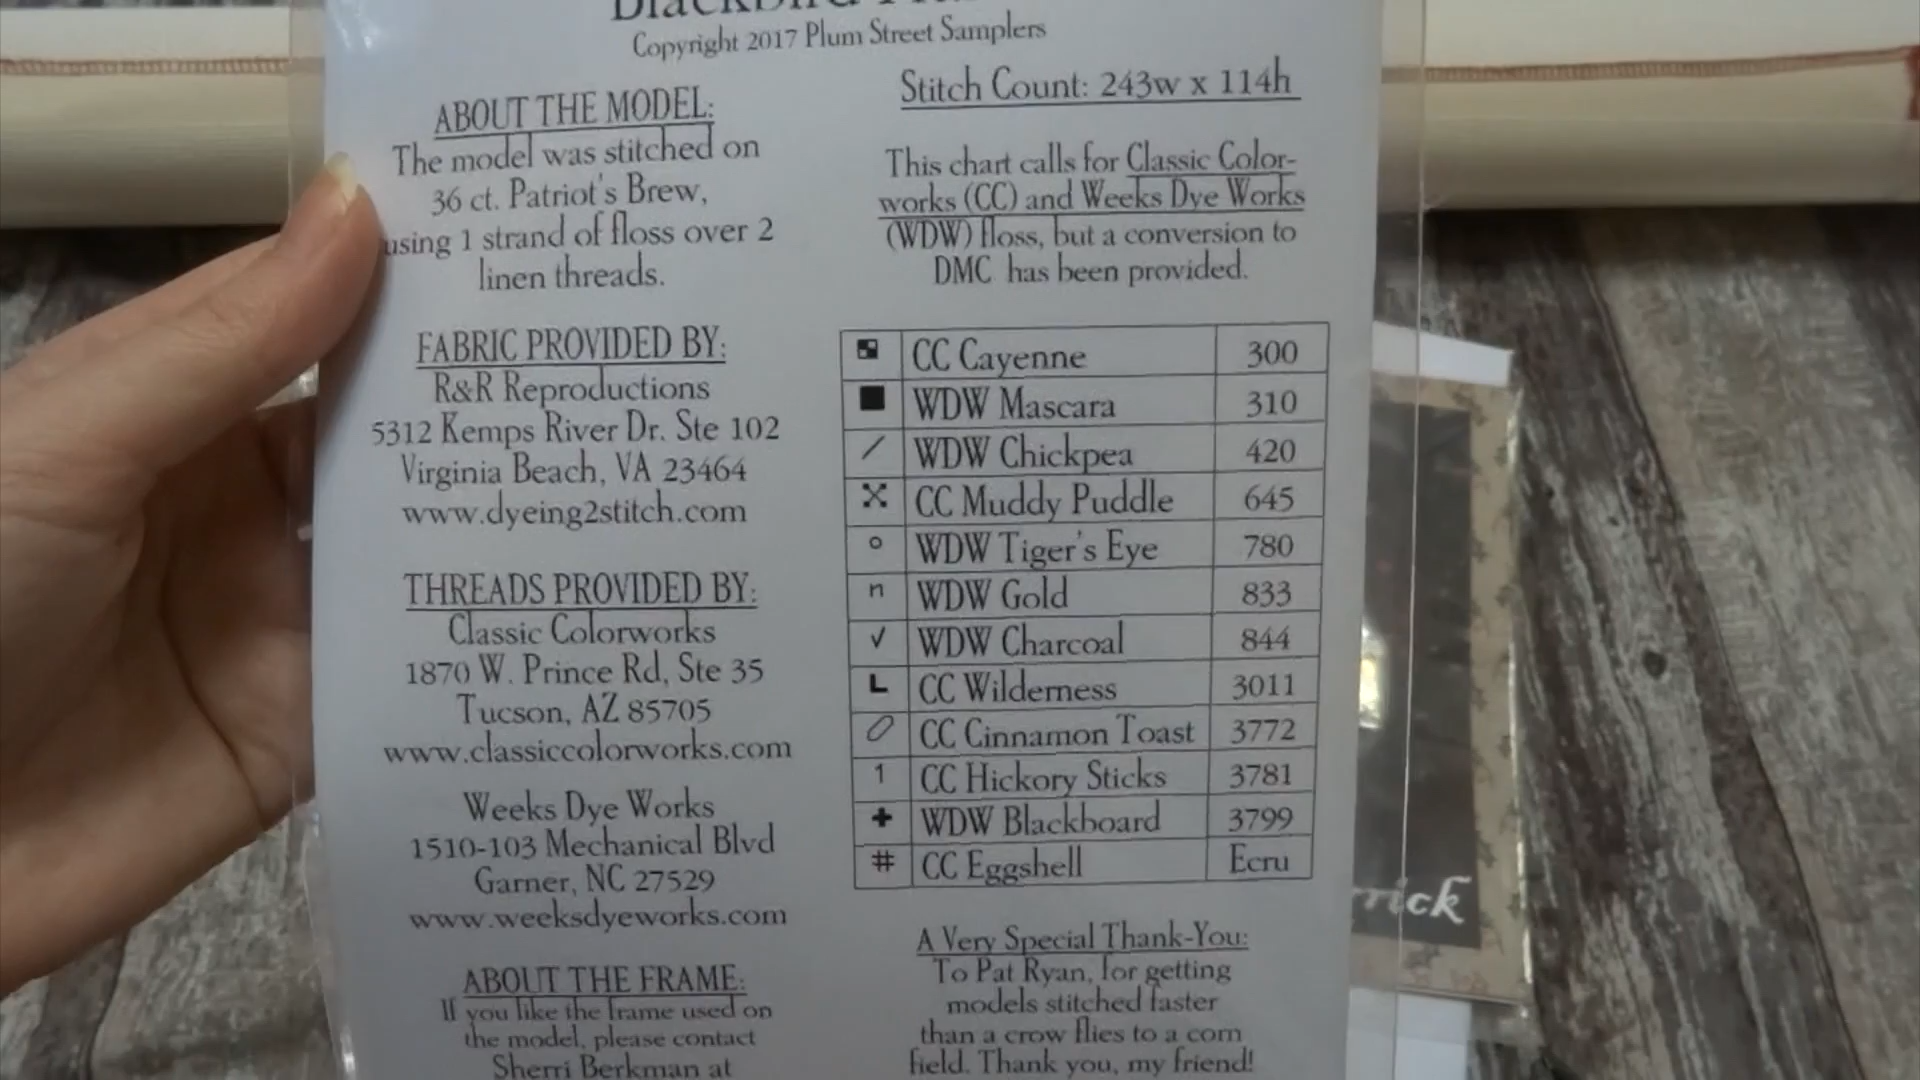 Copyright 2017 Plum Street Samplers
ABOUT THE MODEL:
The model was stitched on
36 ct. Patriot's Brew,
using 1 strand of floss over 2
linen threads.
FABRIC PROVIDED BY:
R&R Reproductions
5312 Kemps River Dr. Ste 102
Virginia Beach, VA 23464
www.dyeing2stitch.com
THREADS PROVIDED BY:
Classic Colorworks
1870 W. Prince Rd, Ste 35
Tucson, AZ 85705
www.classiccolorworks.com
Weeks Dye Works
1510-103 Mechanical Blvd
Garner, NC 27529
www.weeksdyeworks.com
ABOUT THE FRAME:
If you like the frame used on
the model, please contact
Sherri Berkman at
Stitch Count: 243w x 114h
This chart calls for Classic Color-
works (CC) and Weeks Dye Works
(WDW) floss, but a conversion to
DMC has been provided.
CC Cayenne 300
WDW Mascara 310
/ WDW Chickpea 420
CC Muddy Puddle 645
WDW Tiger's Eye 780
n WDW Gold 833
√ WDW Charcoal 844
L CC Wilderness 3011
CC Cinnamon Toast 3772
1 CC Hickory Sticks 3781
+ WDW Blackboard 3799
# CC Eggshell Ecru
A Very Special Thank-You:
To Pat Ryan, for getting
models stitched faster
than a crow flies to a corn
field. Thank you, my friend!
rick